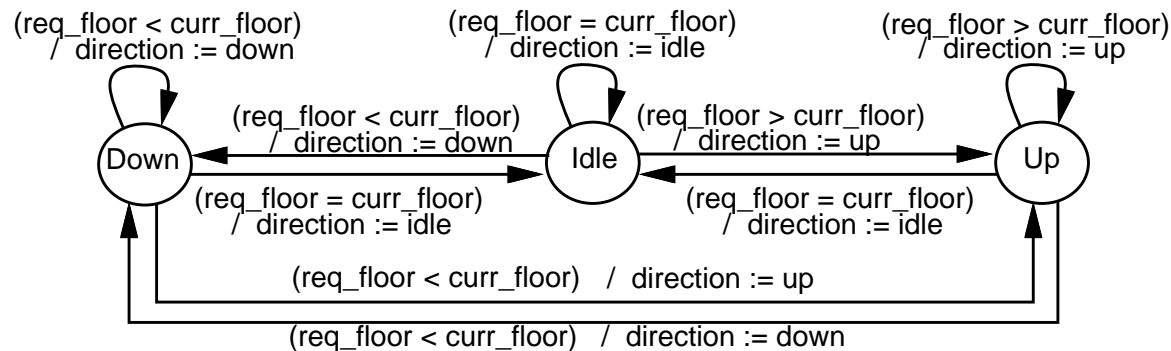 (req_floor < curr_floor)
/ direction := down
(req_floor = curr_floor)
/ direction := idle
(req_floor > curr_floor)
/ direction := up
(req_floor < curr_floor)
/ direction := down
(req_floor > curr_floor)
/ direction := up
Down
Idle
Up
(req_floor = curr_floor)
/ direction := idle
(req_floor = curr_floor)
/ direction := idle
(req_floor < curr_floor) / direction := up
(req_floor < curr_floor) / direction := down